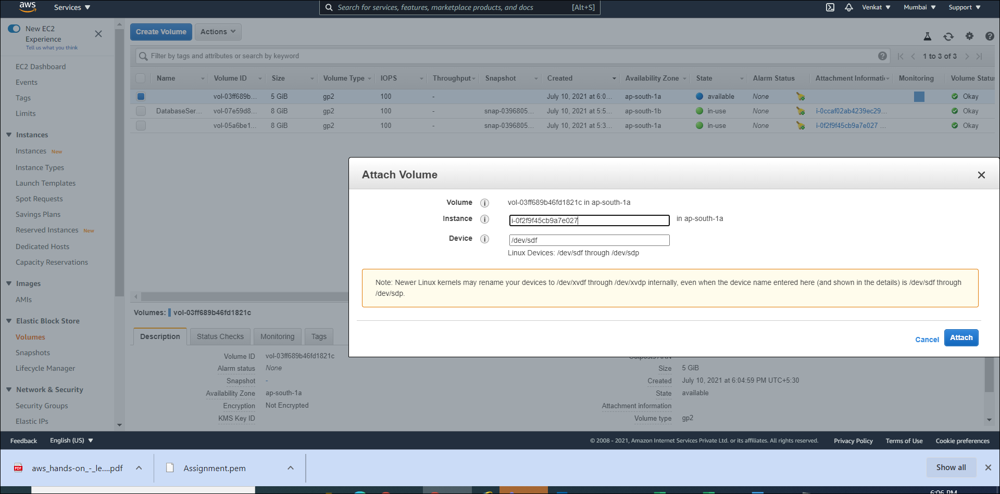 aws
Services
Search for services, features, marketplace products, and docs
[Alt+S]
Venkat
Mumbai
Support
New EC2
Experience
Tell us what you think
EC2 Dashboard
Events
Tags
Limits
Instances
Instances New
Instance Types
Launch Templates
Spot Requests
Savings Plans
Reserved Instances New
Dedicated Hosts
Capacity Reservations
Images
AMIs
Elastic Block Store
Volumes
Snapshots
Lifecycle Manager
Network & Security
Security Groups
Elastic IPs
Create Volume
Actions
Filter by tags and attributes or search by keyword
1 to 3 of 3
Name Volume ID Size Volume Type IOPS Throughput Snapshot Created Availability Zone State Alarm Status Attachment Informati Monitoring Volume Statu
vol-03ff689b... 5 GiB gp2 100 - July 10, 2021 at 6:0... ap-south-1a available None Okay
DatabaseSer... vol-07e59d8... 8 GiB gp2 100 - snap-0396805... July 10, 2021 at 5:5... ap-south-1b in-use None i-0ccaf02ab4239ec29... Okay
vol-05a6be1... 8 GiB gp2 100 - snap-0396805... July 10, 2021 at 5:3... ap-south-1a in-use None i-0f2f9f45cb9a7e027 ... Okay
Attach Volume
Volume i vol-03ff689b46fd1821c in ap-south-1a
Instance i i-0f2f9f45cb9a7e027 in ap-south-1a
Device i /dev/sdf
Linux Devices: /dev/sdf through /dev/sdp
Note: Newer Linux kernels may rename your devices to /dev/xvdf through /dev/xvdp internally, even when the device name entered here (and shown in the details) is /dev/sdf through
/dev/sdp.
Cancel
Attach
Volumes: vol-03ff689b46fd1821c
Description Status Checks Monitoring Tags
Volume ID vol-03ff689b46fd1821c
Alarm status None
Snapshot -
Availability Zone ap-south-1a
Encryption Not Encrypted
KMS Key ID
Outposts ARN
Size 5 GiB
Created July 10, 2021 at 6:04:59 PM UTC+5:30
State available
Attachment information
Volume type gp2
Feedback English (US)
© 2008 - 2021, Amazon Internet Services Private Ltd. or its affiliates. All rights reserved. Privacy Policy Terms of Use Cookie preferences
PDF
aws_hands-on_-_le....pdf
Assignment.pem
Show all
6:06 PM